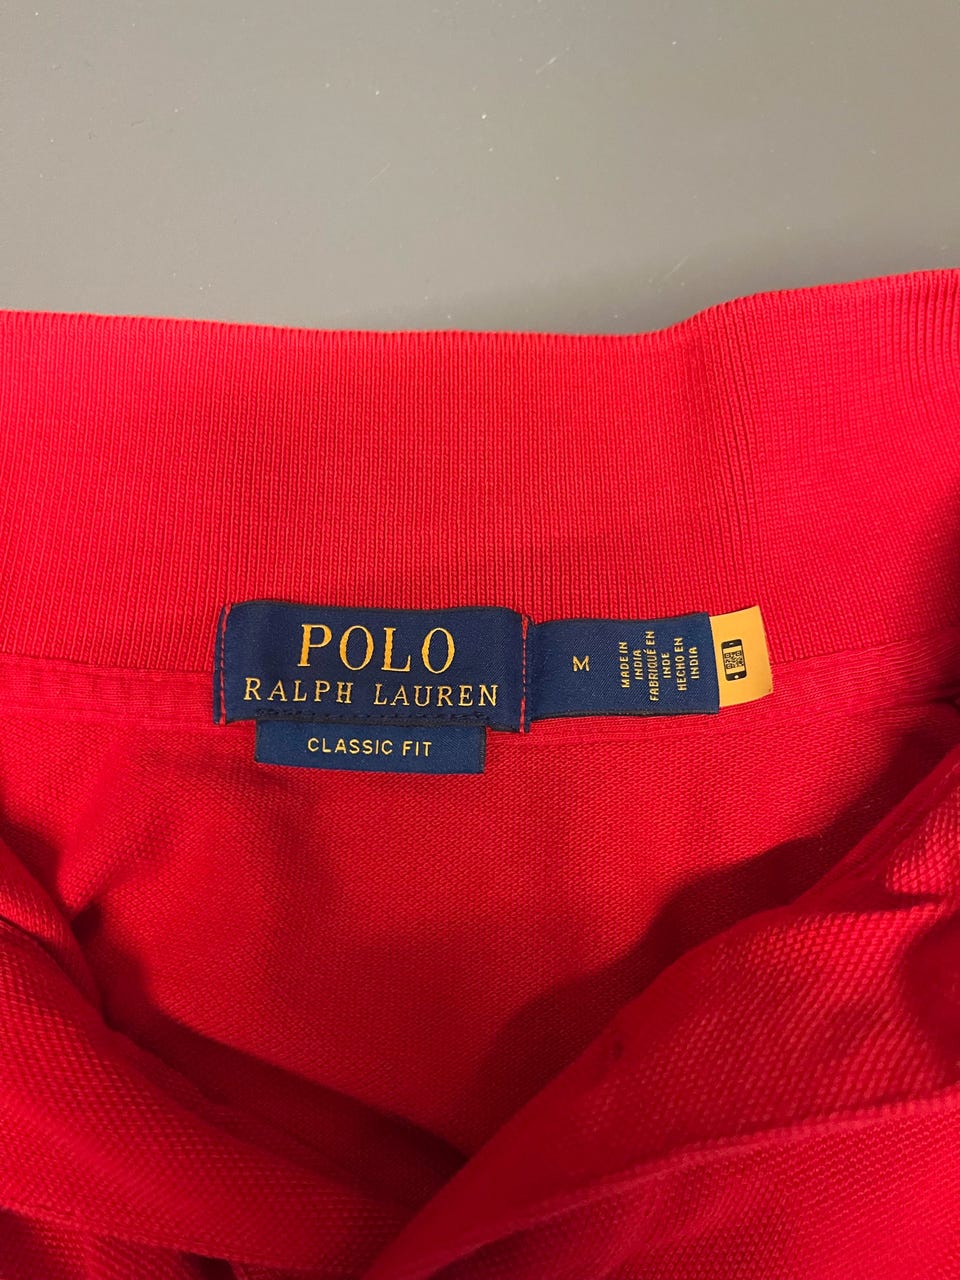 POLO
RALPH LAUREN
CLASSIC FIT
M
MADE IN
INDIA
FABRIQUÉ EN
INDE
HECHO EN
INDIA